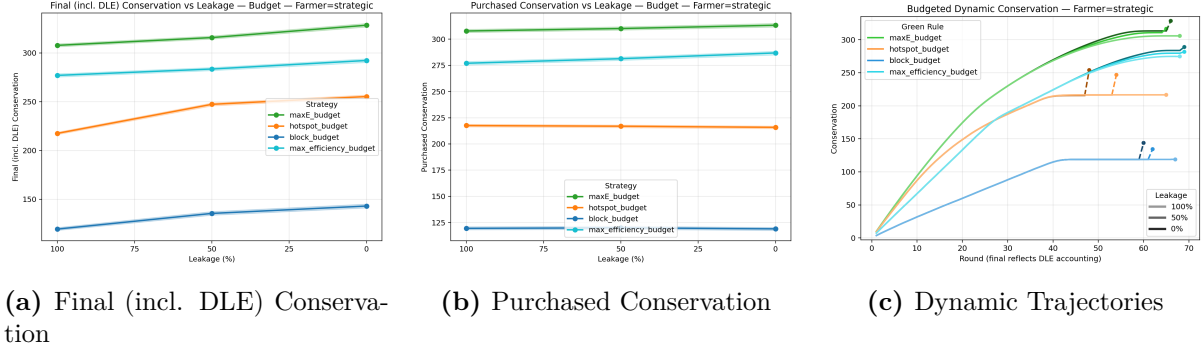 Final (incl. DLE) Conservation vs Leakage — Budget — Farmer=strategic
Final (incl. DLE) Conservation
300
250
200
150
100
75
50
25
0
Leakage (%)
Strategy
maxE_budget
hotspot_budget
block_budget
max_efficiency_budget
(a) Final (incl. DLE) Conserva-
tion
Purchased Conservation vs Leakage — Budget — Farmer=strategic
Purchased Conservation
300
275
250
225
200
175
150
125
100
75
50
25
0
Leakage (%)
Strategy
maxE_budget
hotspot_budget
block_budget
max_efficiency_budget
(b) Purchased Conservation
Budgeted Dynamic Conservation — Farmer=strategic
Conservation
300
250
200
150
100
50
0
0
10
20
30
40
50
60
70
Round (final reflects DLE accounting)
Green Rule
maxE_budget
hotspot_budget
block_budget
max_efficiency_budget
Leakage
100%
50%
0%
(c) Dynamic Trajectories